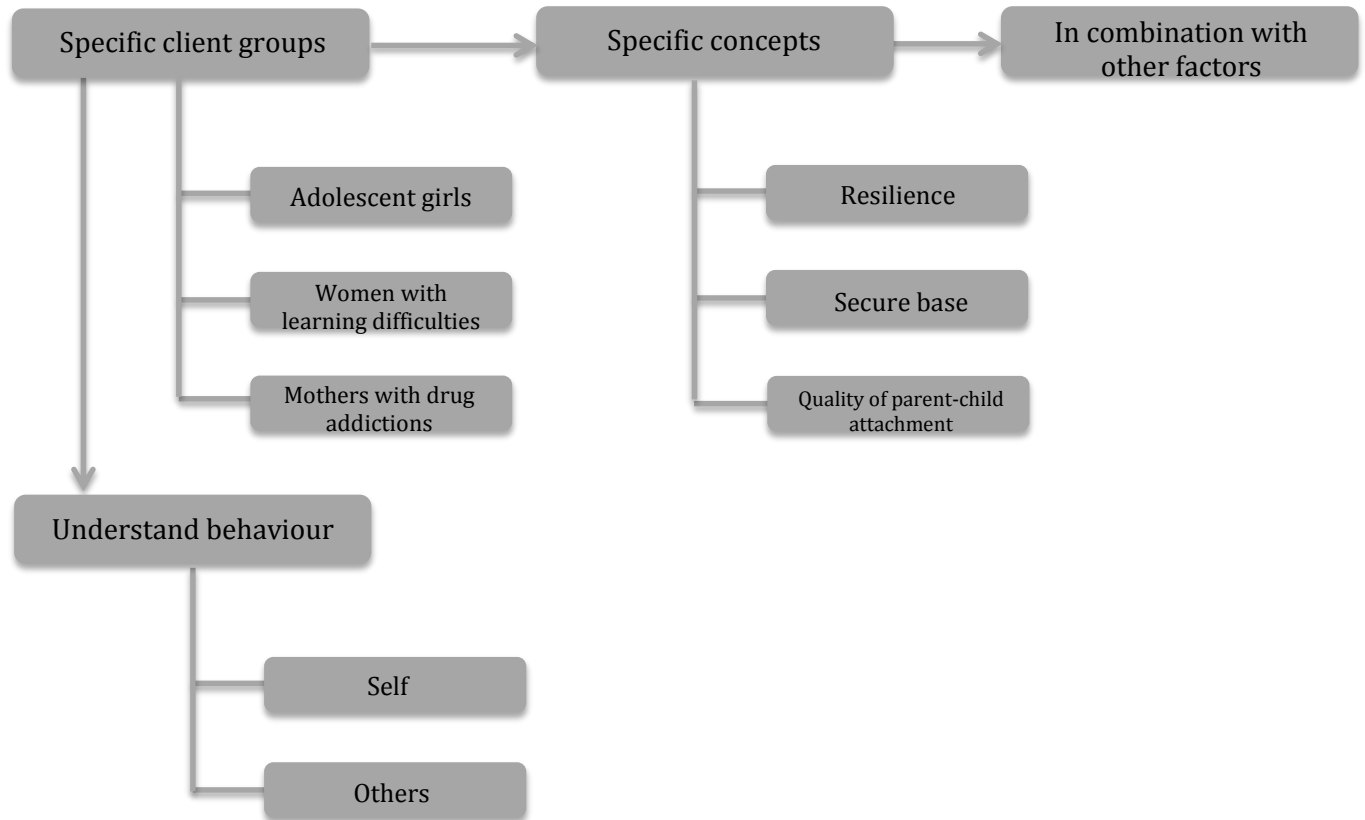 Specific client groups
Specific concepts
In combination with
other factors
Adolescent girls
Women with
learning difficulties
Mothers with drug
addictions
Resilience
Secure base
Quality of parent-child
attachment
Understand behaviour
Self
Others